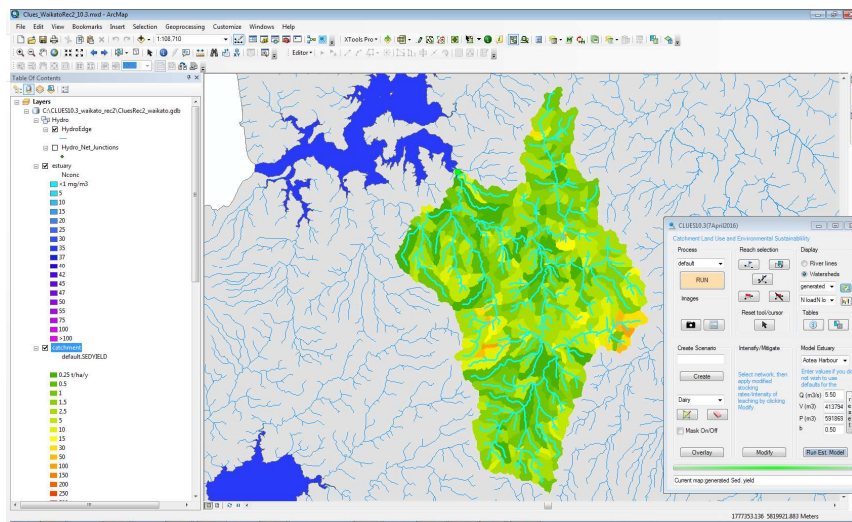 Clues_WaikatoRec2_10.3.mxd - ArcMap
File Edit View Bookmarks Insert Selection Geoprocessing Customize Windows Help
1:108,710
XTools Pro
Editor
Table Of Contents
Layers
C:\CLUES10.3_waikato_rec2\CluesRec2_waikato.gdb
Hydro
HydroEdge
Hydro_Net_Junctions
estuary
Nconc
<1 mg/m3
5
10
15
20
25
30
35
37
40
42
45
47
50
55
75
100
>100
catchment
default.SEDYIELD
0.25 t/ha/y
0.5
1
1.5
2.5
5
10
15
30
50
100
150
200
250
CLUES10.3(7April2016)
Catchment Land Use and Environmental Sustainability
Process Reach selection Display
default River lines
Watersheds
RUN generated
Images N load
Reset tool/cursor Tables
Create Scenario Intensify/Mitigate Model Estuary
Aotea Harbour
Select network, then apply modified stocking rates/Intensity of leaching by clicking Modify
Enter values if you do not wish to use defaults for the
Create
Q (m3/s) 5.50
Dairy V (m3) 413794
P (m3) 591869
Mask On/Off b 0.50
Overlay Modify Run Est. Model
Current map:generated Sed. yield
1777353.136 5819921.883 Meters